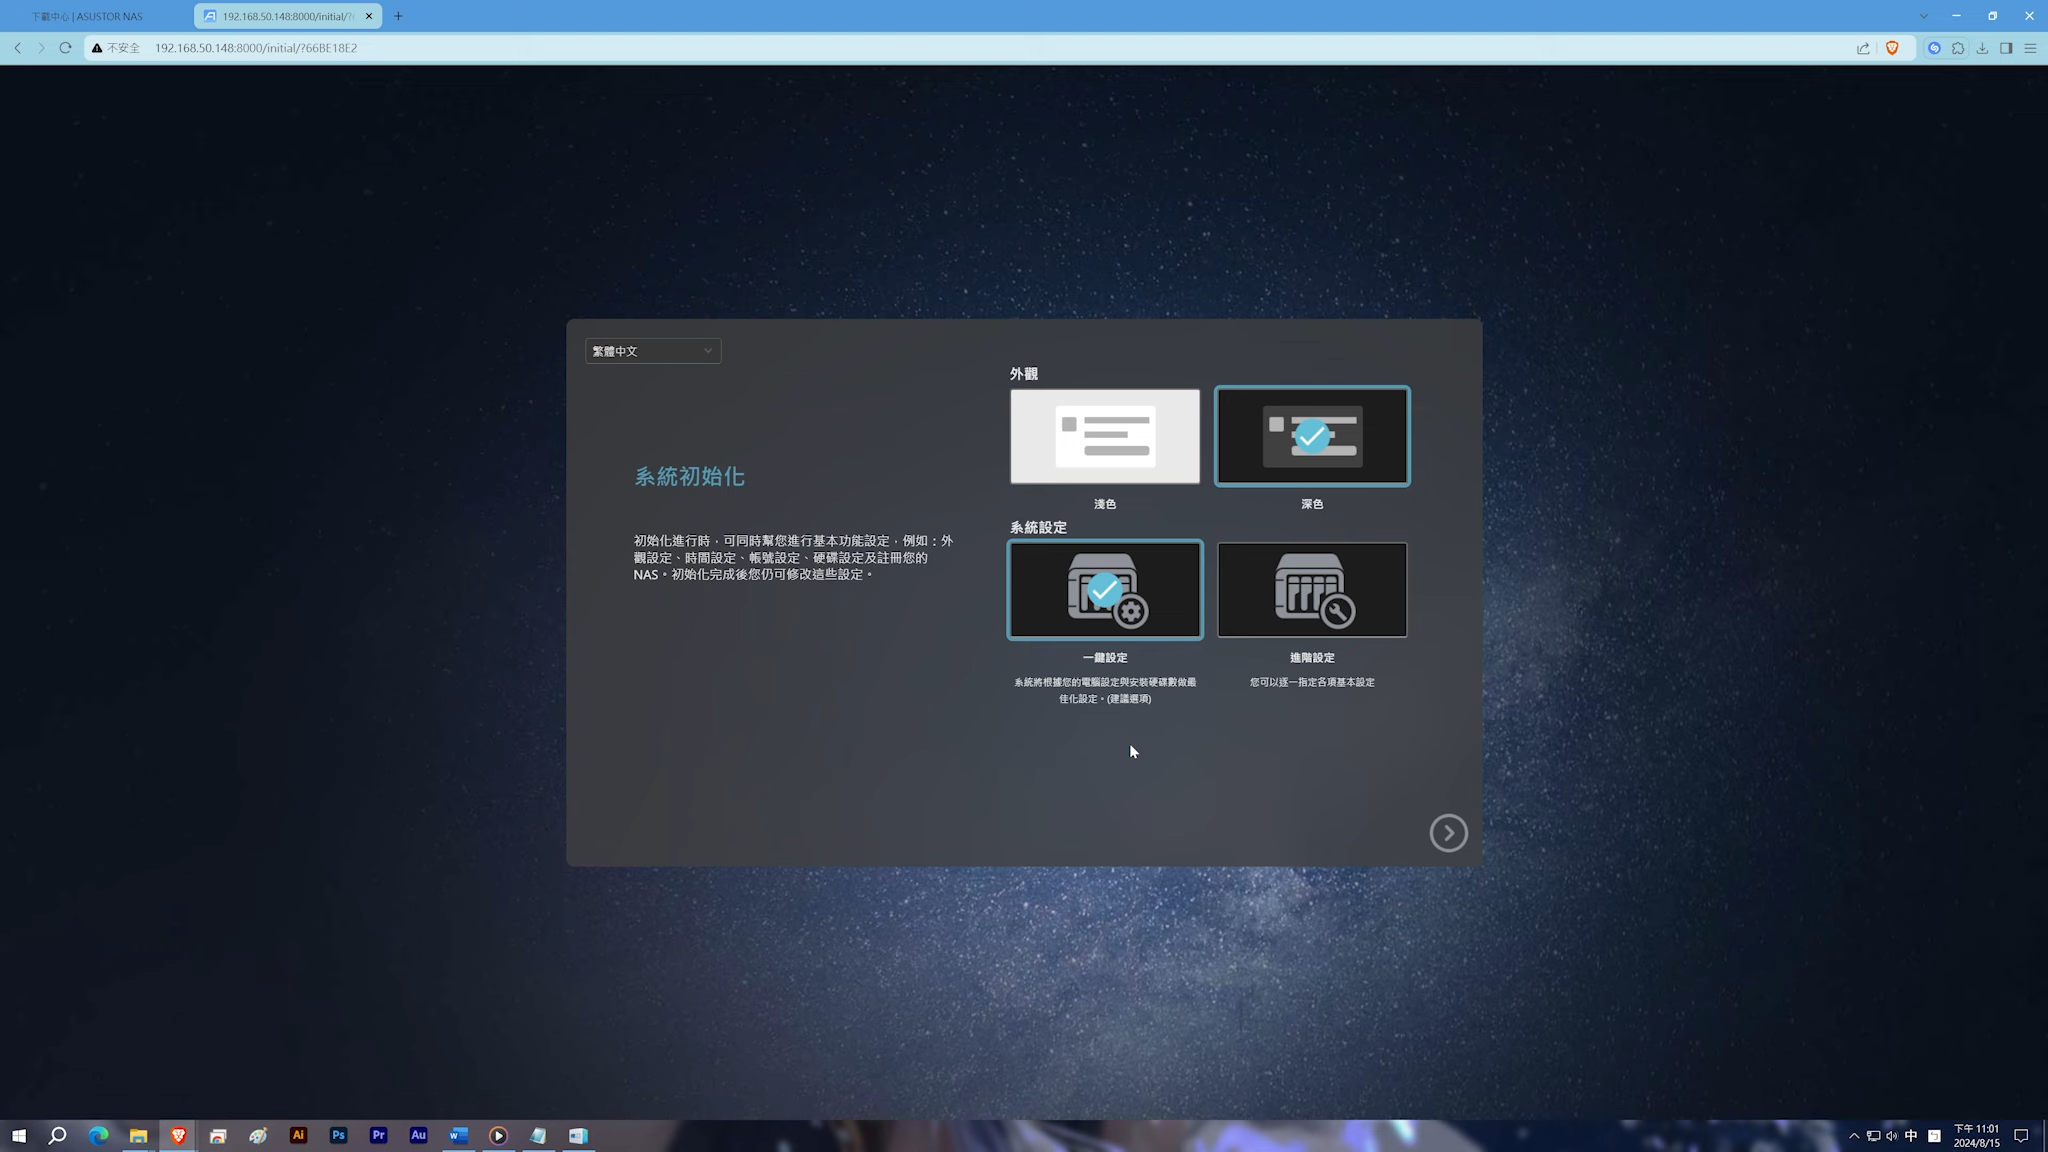 下載中心 | ASUSTOR NAS
192.168.50.148:8000/initial/?6
不安全
192.168.50.148:8000/initial/?66BE18E2
繁體中文
外觀
淺色
深色
系統初始化
初始化進行時，可同時幫您進行基本功能設定，例如：外
觀設定、時間設定、帳號設定、硬碟設定及註冊您的
NAS。初始化完成後您仍可修改這些設定。
系統設定
一鍵設定
系統將根據您的電腦設定與安裝硬碟數做最
佳化設定。(建議選項)
進階設定
您可以逐一指定各項基本設定
Ai
Ps
Pr
Au
中
下午 11:01
2024/8/15